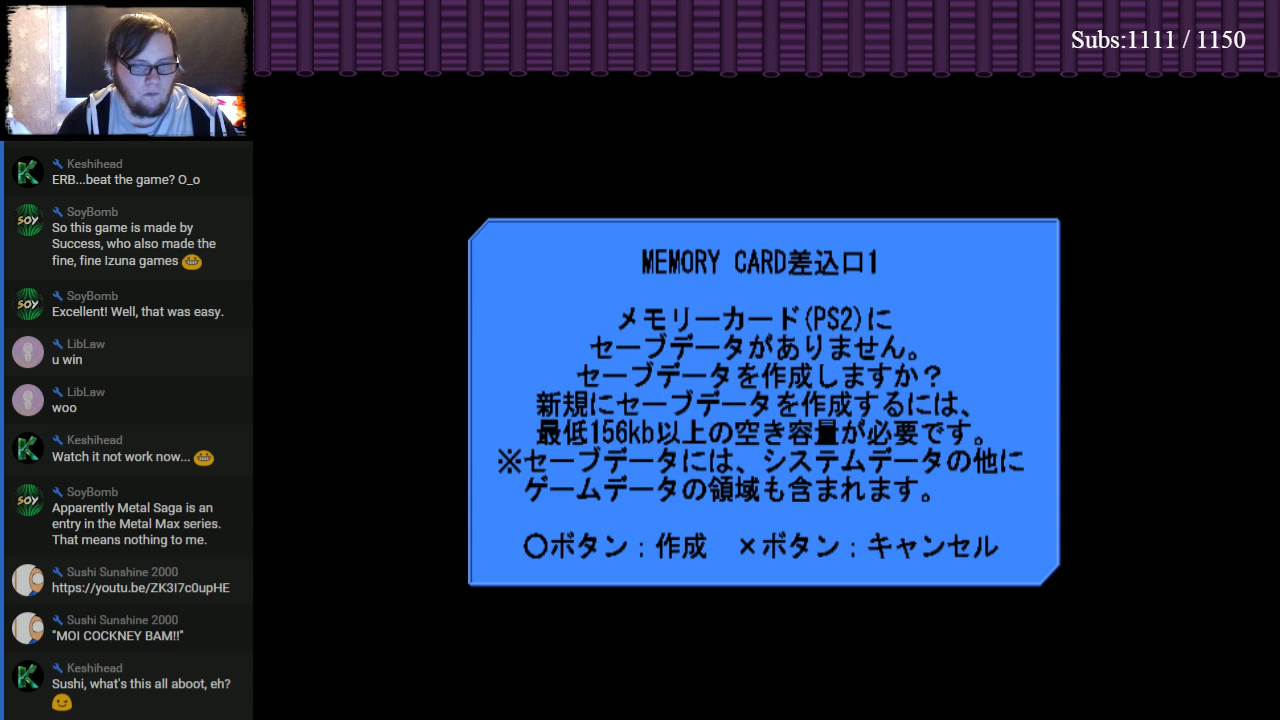 Subs:1111 / 1150
Keshihead
ERB...beat the game? O_o
SoyBomb
So this game is made by
Success, who also made the
fine, fine Izuna games
SoyBomb
Excellent! Well, that was easy.
LibLaw
u win
LibLaw
woo
Keshihead
Watch it not work now...
SoyBomb
Apparently Metal Saga is an
entry in the Metal Max series.
That means nothing to me.
Sushi Sunshine 2000
https://youtu.be/ZK3I7c0upHE
Sushi Sunshine 2000
"MOI COCKNEY BAM!!"
Keshihead
Sushi, what's this all aboot, eh?
K
SOY
SOY
K
SOY
K
MEMORY CARD差込口1
メモリーカード(PS2)に
セーブデータがありません。
セーブデータを作成しますか?
新規にセーブデータを作成するには、
最低156kb以上の空き容量が必要です。
※セーブデータには、システムデータの他に
ゲームデータの領域も含まれます。
〇ボタン:作成 ×ボタン:キャンセル